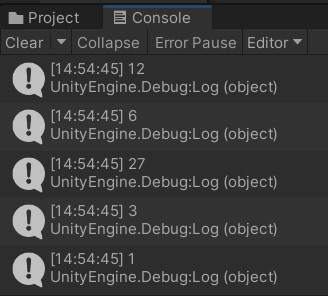 Project
Console
Clear
Collapse
Error Pause
Editor
[14:54:45] 12
UnityEngine.Debug:Log (object)
[14:54:45] 6
UnityEngine.Debug:Log (object)
[14:54:45] 27
UnityEngine.Debug:Log (object)
[14:54:45] 3
UnityEngine.Debug:Log (object)
[14:54:45] 1
UnityEngine.Debug:Log (object)